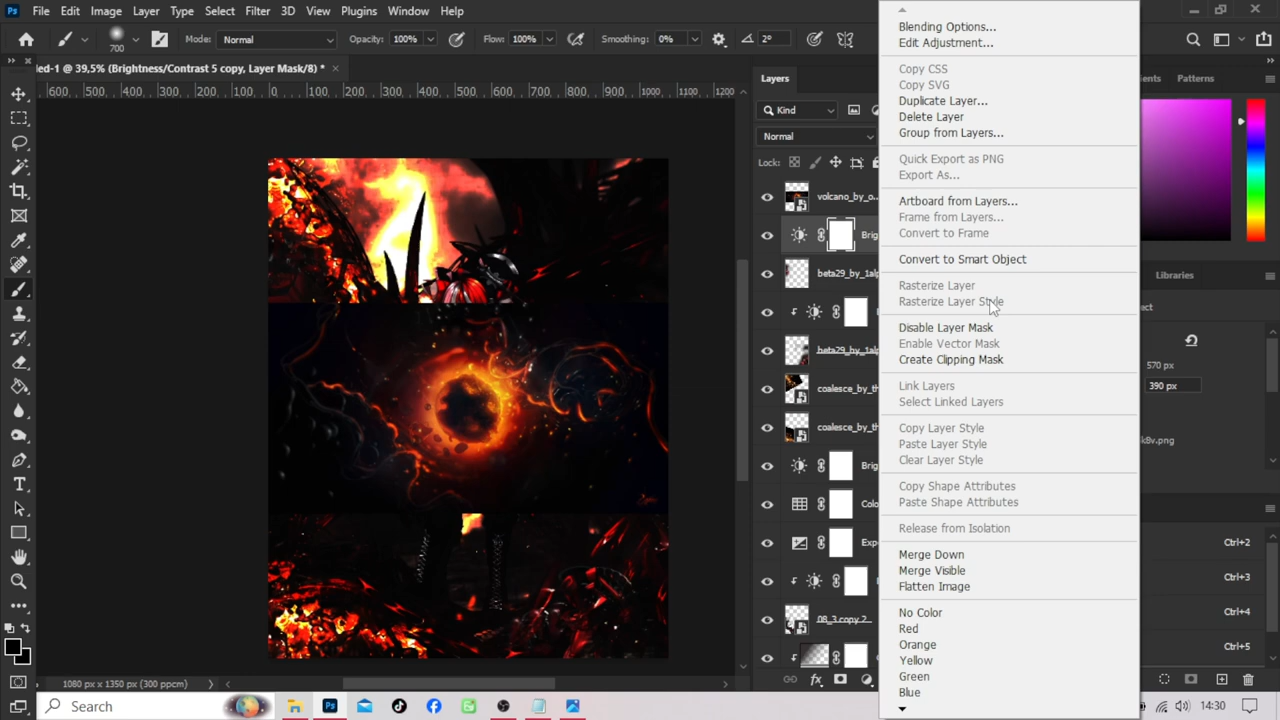 Ps File Edit Image Layer Type Select Filter 3D View Plugins Window Help
700 Mode: Normal Opacity: 100% Flow: 100% Smoothing: 0% 2°
led-1 @ 39,5% (Brightness/Contrast 5 copy, Layer Mask/8) * ×
600 500 400 300 200 100 0 100 200 300 400 500 600 700 800 900 1000 1100 1200
Layers
Kind
Normal
Lock:
volcano_by_o...
Brig
beta29_by_1alp
beta29_by_1alp
coalesce_by_th
coalesce_by_th
Brig
Colo
Exp
08_3 copy 2
Blending Options...
Edit Adjustment...
Copy CSS
Copy SVG
Duplicate Layer...
Delete Layer
Group from Layers...
Quick Export as PNG
Export As...
Artboard from Layers...
Frame from Layers...
Convert to Frame
Convert to Smart Object
Rasterize Layer
Rasterize Layer Style
Disable Layer Mask
Enable Vector Mask
Create Clipping Mask
Link Layers
Select Linked Layers
Copy Layer Style
Paste Layer Style
Clear Layer Style
Copy Shape Attributes
Paste Shape Attributes
Release from Isolation
Merge Down
Merge Visible
Flatten Image
No Color
Red
Orange
Yellow
Green
Blue
ients Patterns
Libraries
ect
570 px
390 px
k8v.png
Ctrl+2
Ctrl+3
Ctrl+4
Ctrl+5
1080 px x 1350 px (300 ppcm)
Search
Ps
14:30